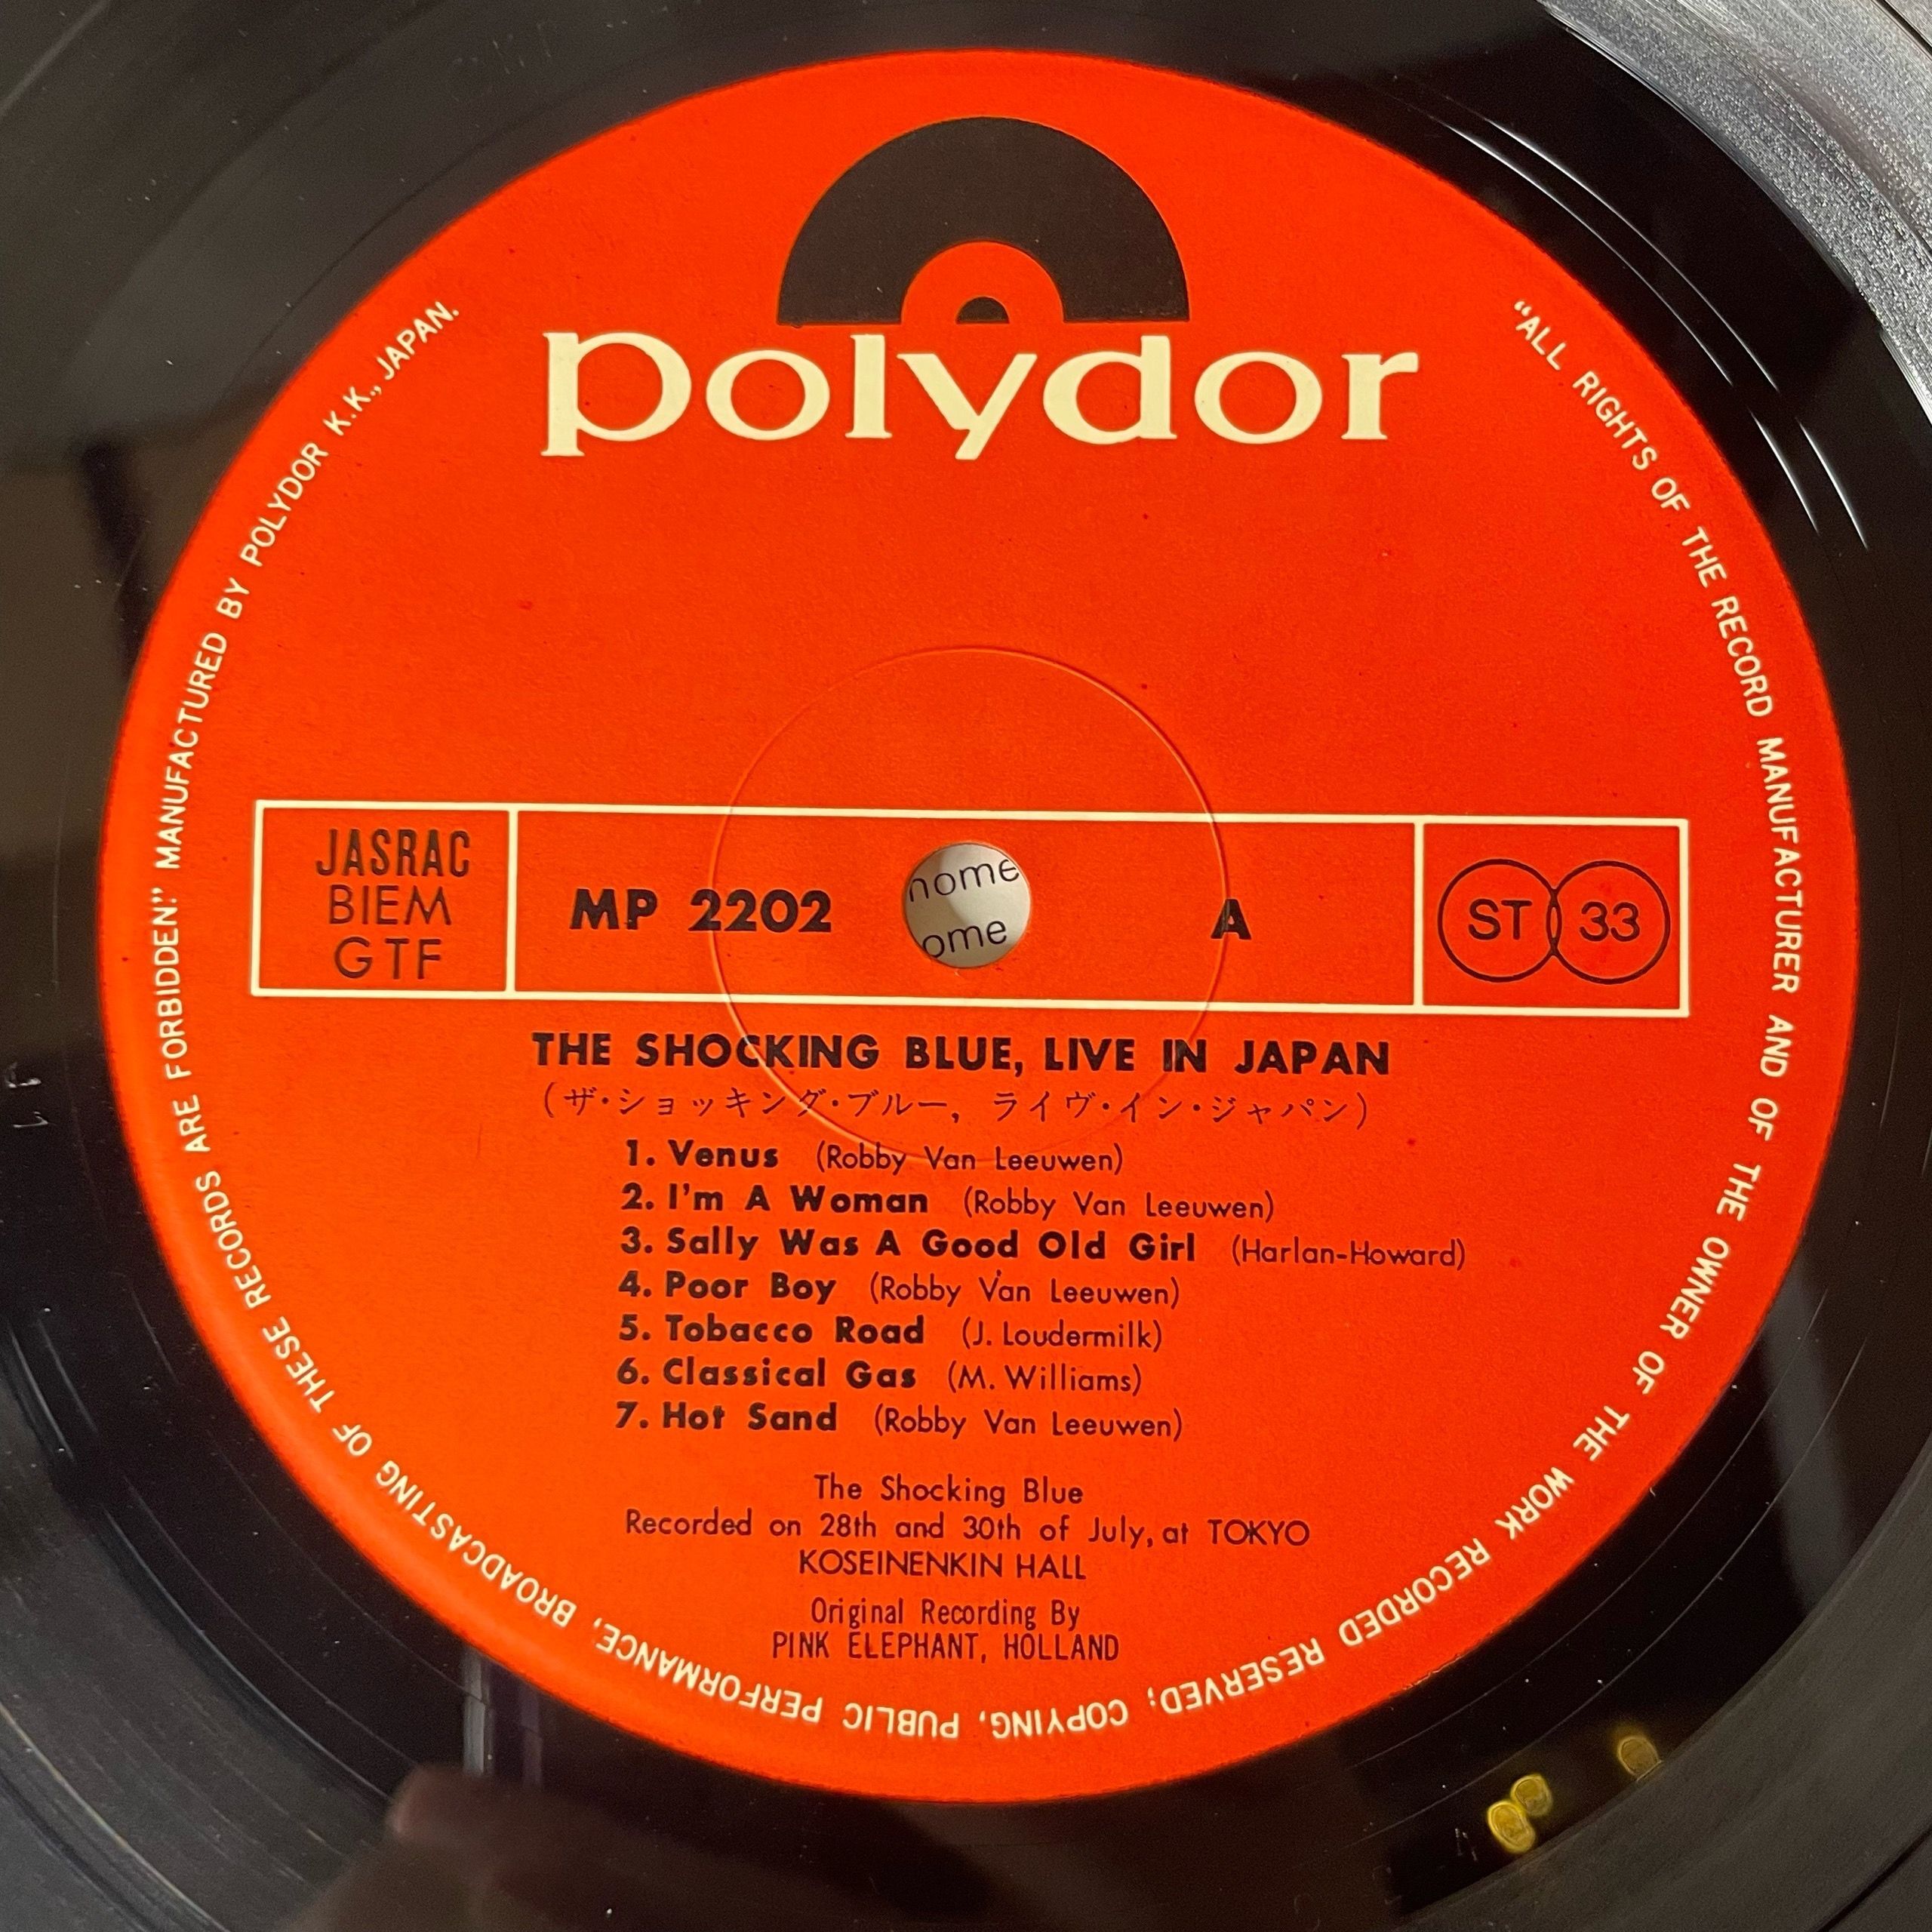 polydor
JASRAC
BIEM
GTF
MP 2202
A
ST 33
home
ome
THE SHOCKING BLUE, LIVE IN JAPAN
(ザ・ショッキング・ブルー, ライヴ・イン・ジャパン)
1. Venus (Robby Van Leeuwen)
2. I'm A Woman (Robby Van Leeuwen)
3. Sally Was A Good Old Girl (Harlan-Howard)
4. Poor Boy (Robby Van Leeuwen)
5. Tobacco Road (J. Loudermilk)
6. Classical Gas (M. Williams)
7. Hot Sand (Robby Van Leeuwen)
The Shocking Blue
Recorded on 28th and 30th of July, at TOKYO
KOSEINENKIN HALL
Original Recording By
PINK ELEPHANT, HOLLAND
"ALL RIGHTS OF THE RECORD MANUFACTURER AND OF THE OWNER OF THE WORK RECORDED RESERVED; COPYING, PUBLIC PERFORMANCE, BROADCASTING OF THESE RECORDS ARE FORBIDDEN." MANUFACTURED BY POLYDOR K.K., JAPAN.